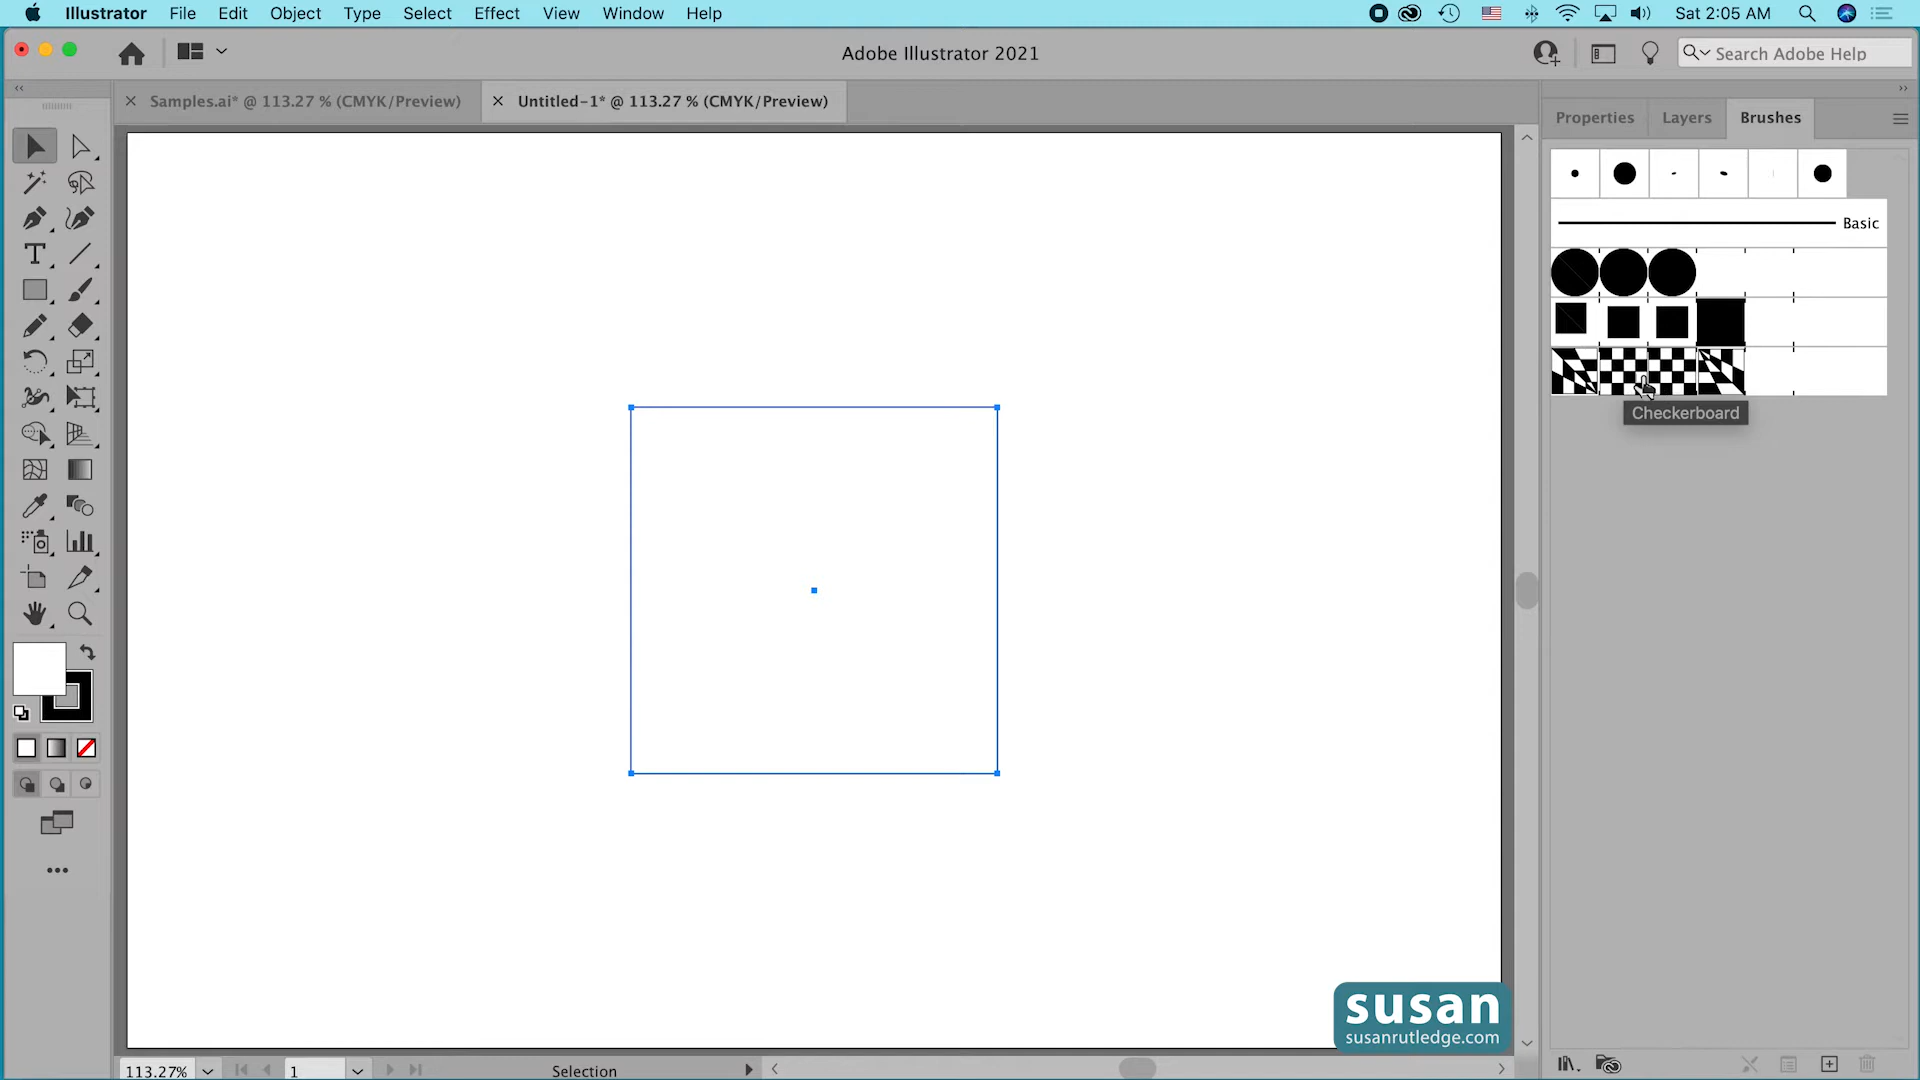 Illustrator File Edit Object Type Select Effect View Window Help Sat 2:05 AM
Adobe Illustrator 2021 Search Adobe Help
Samples.ai* @ 113.27 % (CMYK/Preview) Untitled-1* @ 113.27 % (CMYK/Preview)
Properties Layers Brushes
Basic
Checkerboard
susan
susanrutledge.com
113.27% 1 Selection